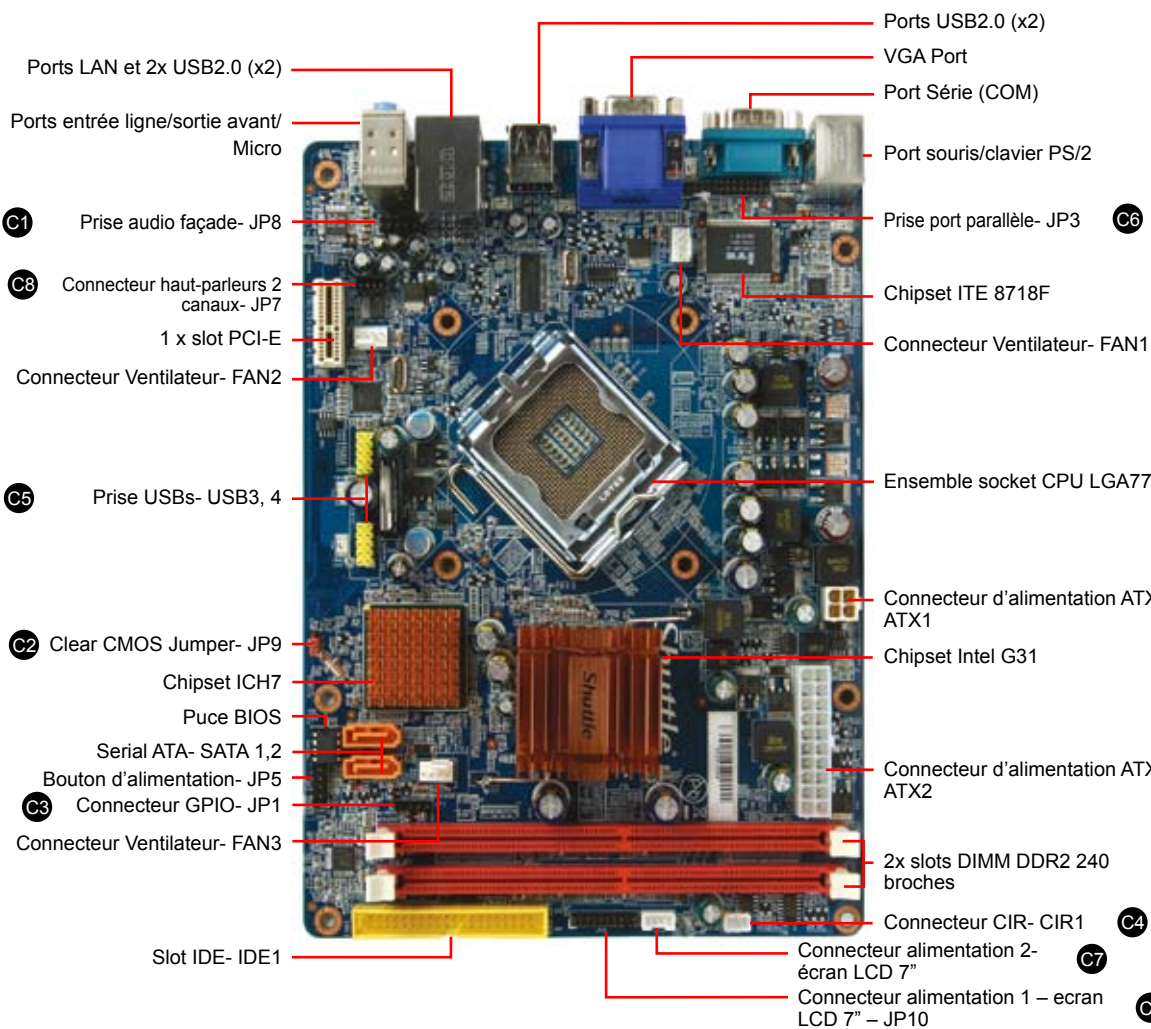 Ports USB2.0 (x2)
VGA Port
Ports LAN et 2x USB2.0 (x2)
Port Série (COM)
Ports entrée ligne/sortie avant/
Micro
Port souris/clavier PS/2
C1 Prise audio façade- JP8
Prise port parallèle- JP3 C6
C8 Connecteur haut-parleurs 2
canaux- JP7
Chipset ITE 8718F
1 x slot PCI-E
Connecteur Ventilateur- FAN1
Connecteur Ventilateur- FAN2
Ensemble socket CPU LGA77
C5 Prise USBs- USB3, 4
Connecteur d’alimentation ATX
ATX1
C2 Clear CMOS Jumper- JP9
Chipset Intel G31
Shuttle
Shuttle
Chipset ICH7
Puce BIOS
Serial ATA- SATA 1,2
Bouton d’alimentation- JP5
Connecteur d’alimentation ATX
ATX2
C3 Connecteur GPIO- JP1
Connecteur Ventilateur- FAN3
2x slots DIMM DDR2 240
broches
Connecteur CIR- CIR1 C4
Slot IDE- IDE1
Connecteur alimentation 2-
écran LCD 7” C7
Connecteur alimentation 1 – ecran
LCD 7” – JP10